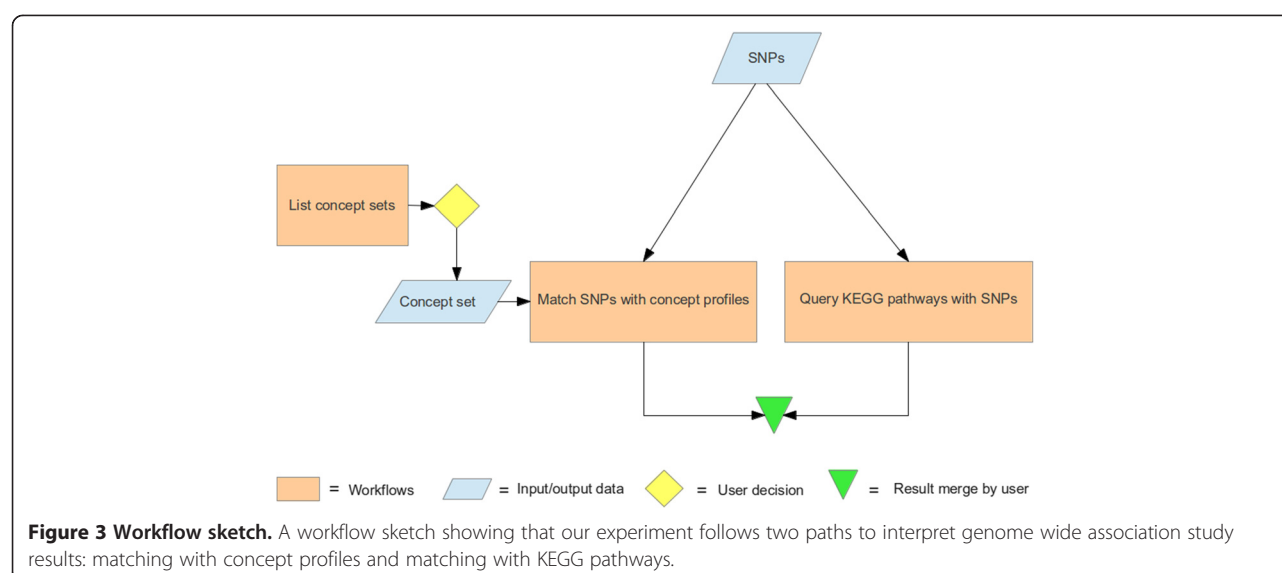 SNPs
List concept sets
Concept set
Match SNPs with concept profiles
Query KEGG pathways with SNPs
= Workflows
= Input/output data
= User decision
= Result merge by user
Figure 3 Workflow sketch. A workflow sketch showing that our experiment follows two paths to interpret genome wide association study
results: matching with concept profiles and matching with KEGG pathways.